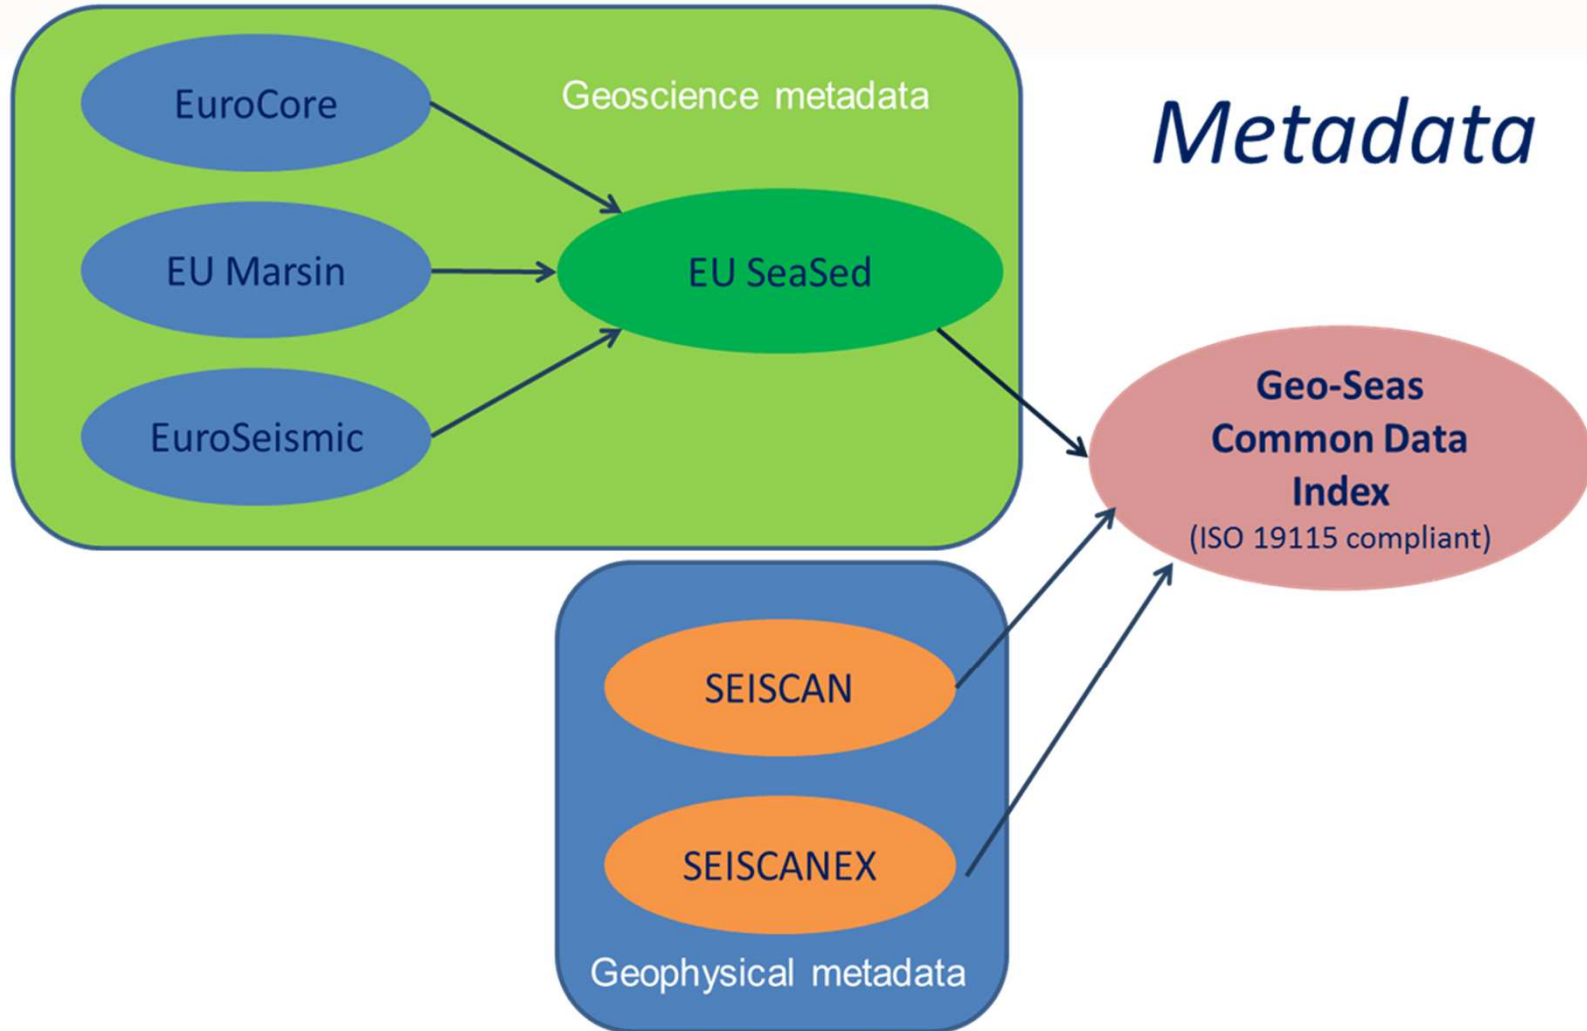 Metadata
Geoscience metadata
EuroCore
EU Marsin
EuroSeismic
EU SeaSed
Geo-Seas
Common Data
Index
(ISO 19115 compliant)
SEISCAN
SEISCANEX
Geophysical metadata